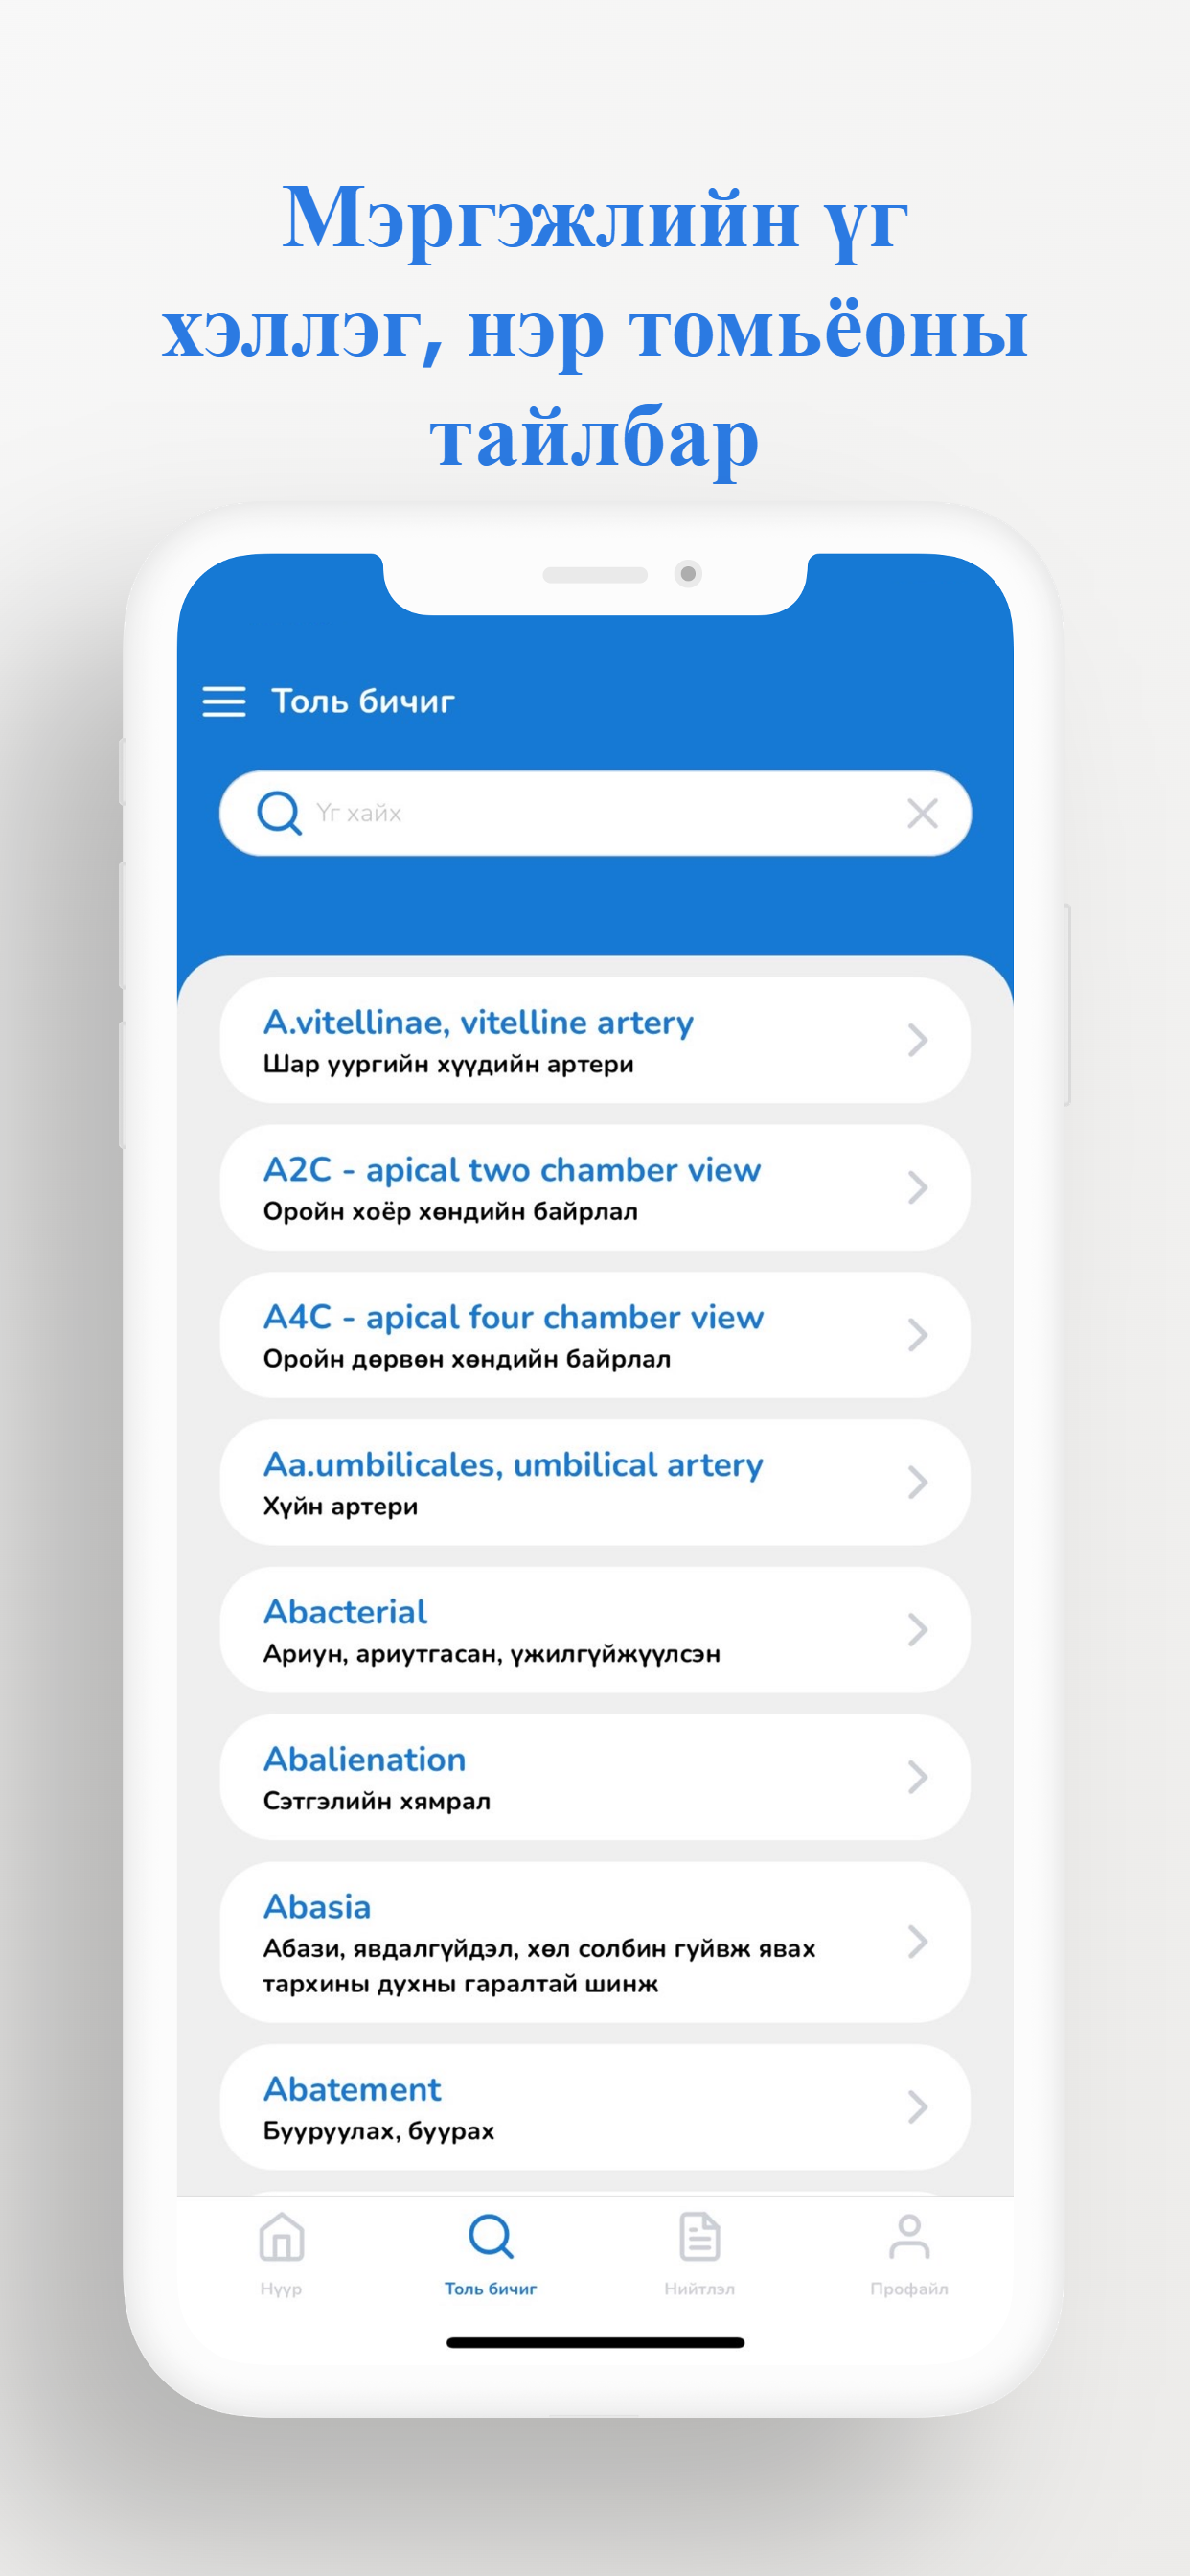 Мэргэжлийн үг
хэллэг, нэр томьёоны
тайлбар
Толь бичиг
Үг хайх
A.vitellinae, vitelline artery
Шар уургийн хүүдийн артери
A2C - apical two chamber view
Оройн хоёр хөндийн байрлал
A4C - apical four chamber view
Оройн дөрвөн хөндийн байрлал
Aa.umbilicales, umbilical artery
Хүйн артери
Abacterial
Ариун, ариутгасан, үжилгүйжүүлсэн
Abalienation
Сэтгэлийн хямрал
Abasia
Абази, явдалгүйдэл, хөл солбин гуйвж явах
тархины духны гаралтай шинж
Abatement
Бууруулах, буурах
Нүүр
Толь бичиг
Нийтлэл
Профайл